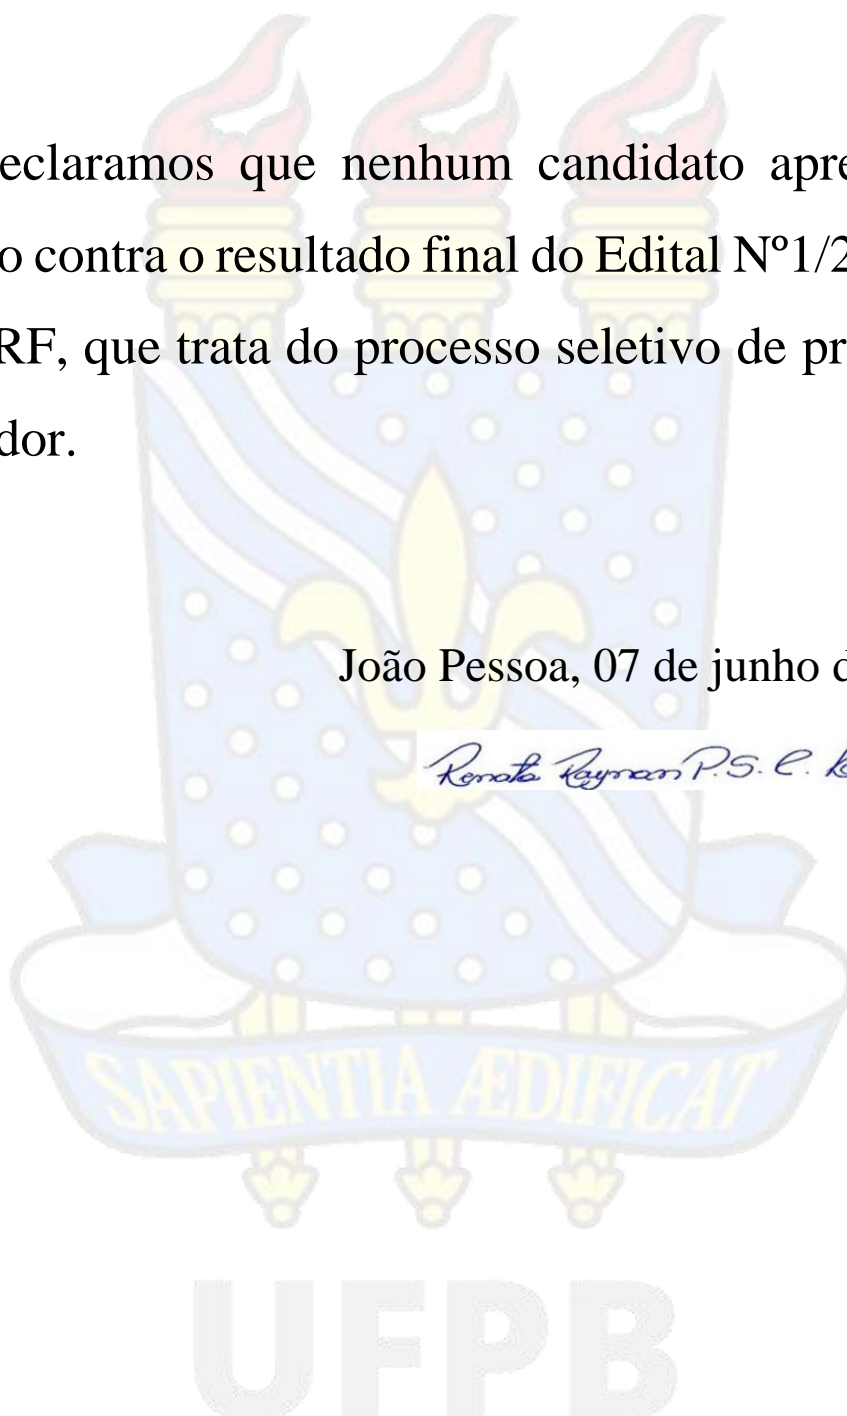 eclaramos que nenhum candidato apre
o contra o resultado final do Edital Nº1/2
RF, que trata do processo seletivo de pr
dor.
João Pessoa, 07 de junho d
Renata Rayran P.S. C.
SAPIENTIA ÆDIFICAT
UFPB